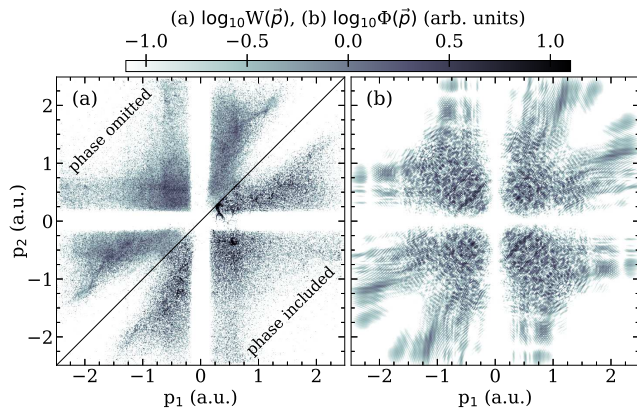 (a) log₁₀W(p⃗), (b) log₁₀Φ(p⃗) (arb. units)
−1.0 −0.5 0.0 0.5 1.0
(a)
phase omitted
phase included
(b)
2
1
0
−1
−2
p₂ (a.u.)
−2 −1 0 1 2
−2 −1 0 1 2
p₁ (a.u.)
p₁ (a.u.)